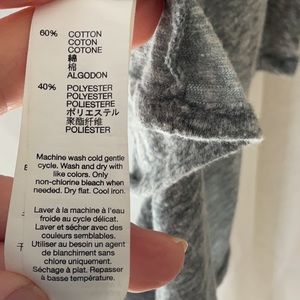 60% COTTON
COTON
COTONE
綿
棉
ALGODON
40% POLYESTER
POLYESTER
POLIESTERE
ポリエステル
聚酯纤维
POLIÉSTER
Machine wash cold gentle
cycle. Wash and dry with
like colors. Only
non-chlorine bleach when
needed. Dry flat. Cool iron.
Laver à la machine à l'eau
froide au cycle délicat.
Laver et sécher avec des
couleurs semblables.
Utiliser au besoin un agent
de blanchiment sans
chlore uniquement.
Séchage à plat. Repasser
à basse température.